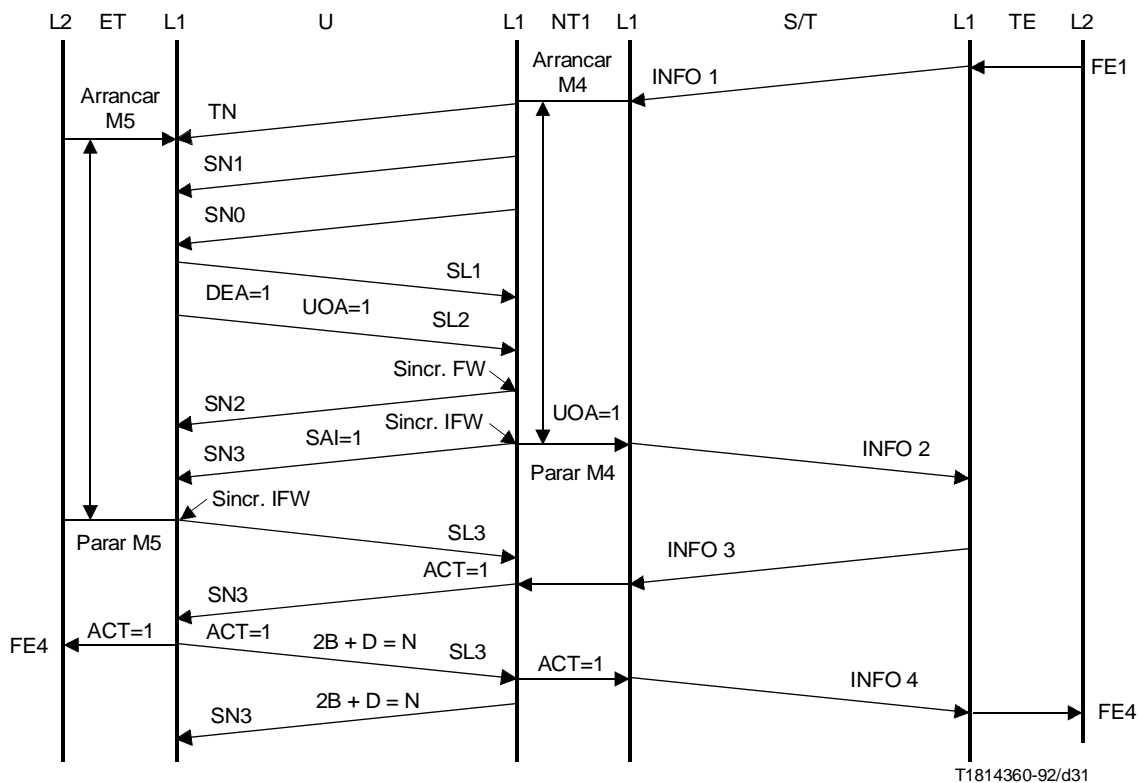 L2 ET L1 U L1 NT1 L1 S/T L1 TE L2
Arrancar
M4
INFO 1
FE1
Arrancar
M5
TN
SN1
SN0
SL1
DEA=1
UOA=1
SL2
Sincr. FW
SN2
Sincr. IFW
UOA=1
SAI=1
INFO 2
SN3
Parar M4
Sincr. IFW
Parar M5
SL3
INFO 3
ACT=1
SN3
FE4
ACT=1
ACT=1
2B + D = N
SL3
ACT=1
INFO 4
2B + D = N
SN3
FE4
T1814360-92/d31